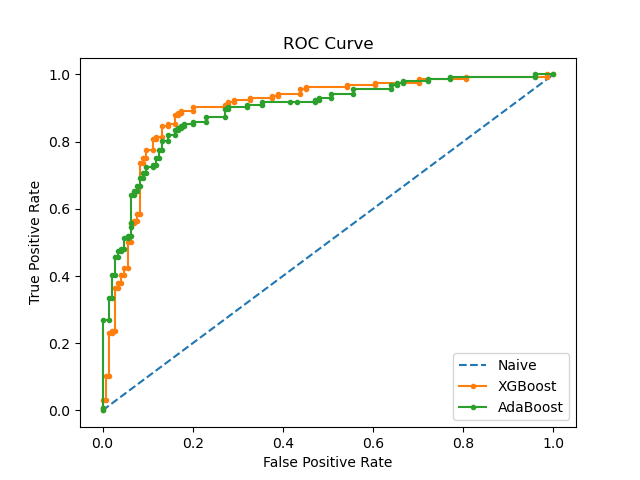 ROC Curve
True Positive Rate
1.0
0.8
0.6
0.4
0.2
0.0
0.0 0.2 0.4 0.6 0.8 1.0
False Positive Rate
Naive
XGBoost
AdaBoost